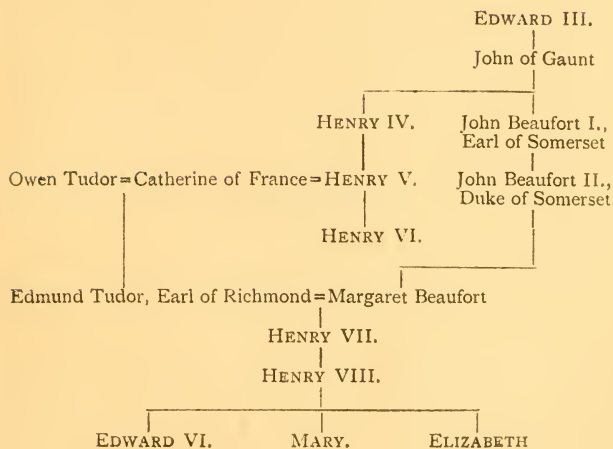 EDWARD III.
John of Gaunt
HENRY IV. John Beaufort I.,
Earl of Somerset
Owen Tudor=Catherine of France=HENRY V. John Beaufort II.,
Duke of Somerset
HENRY VI.
Edmund Tudor, Earl of Richmond=Margaret Beaufort
HENRY VII.
HENRY VIII.
EDWARD VI. MARY. ELIZABETH